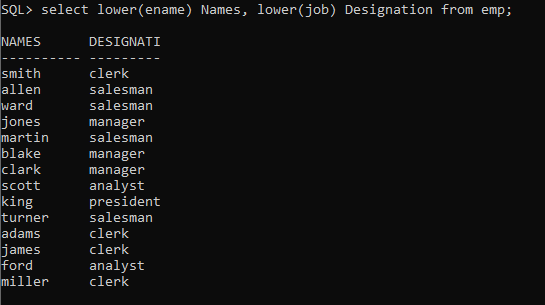 SQL> select lower(ename) Names, lower(job) Designation from emp;
NAMES      DESIGNATI
---------- ---------
smith      clerk
allen      salesman
ward       salesman
jones      manager
martin     salesman
blake      manager
clark      manager
scott      analyst
king       president
turner     salesman
adams      clerk
james      clerk
ford       analyst
miller     clerk